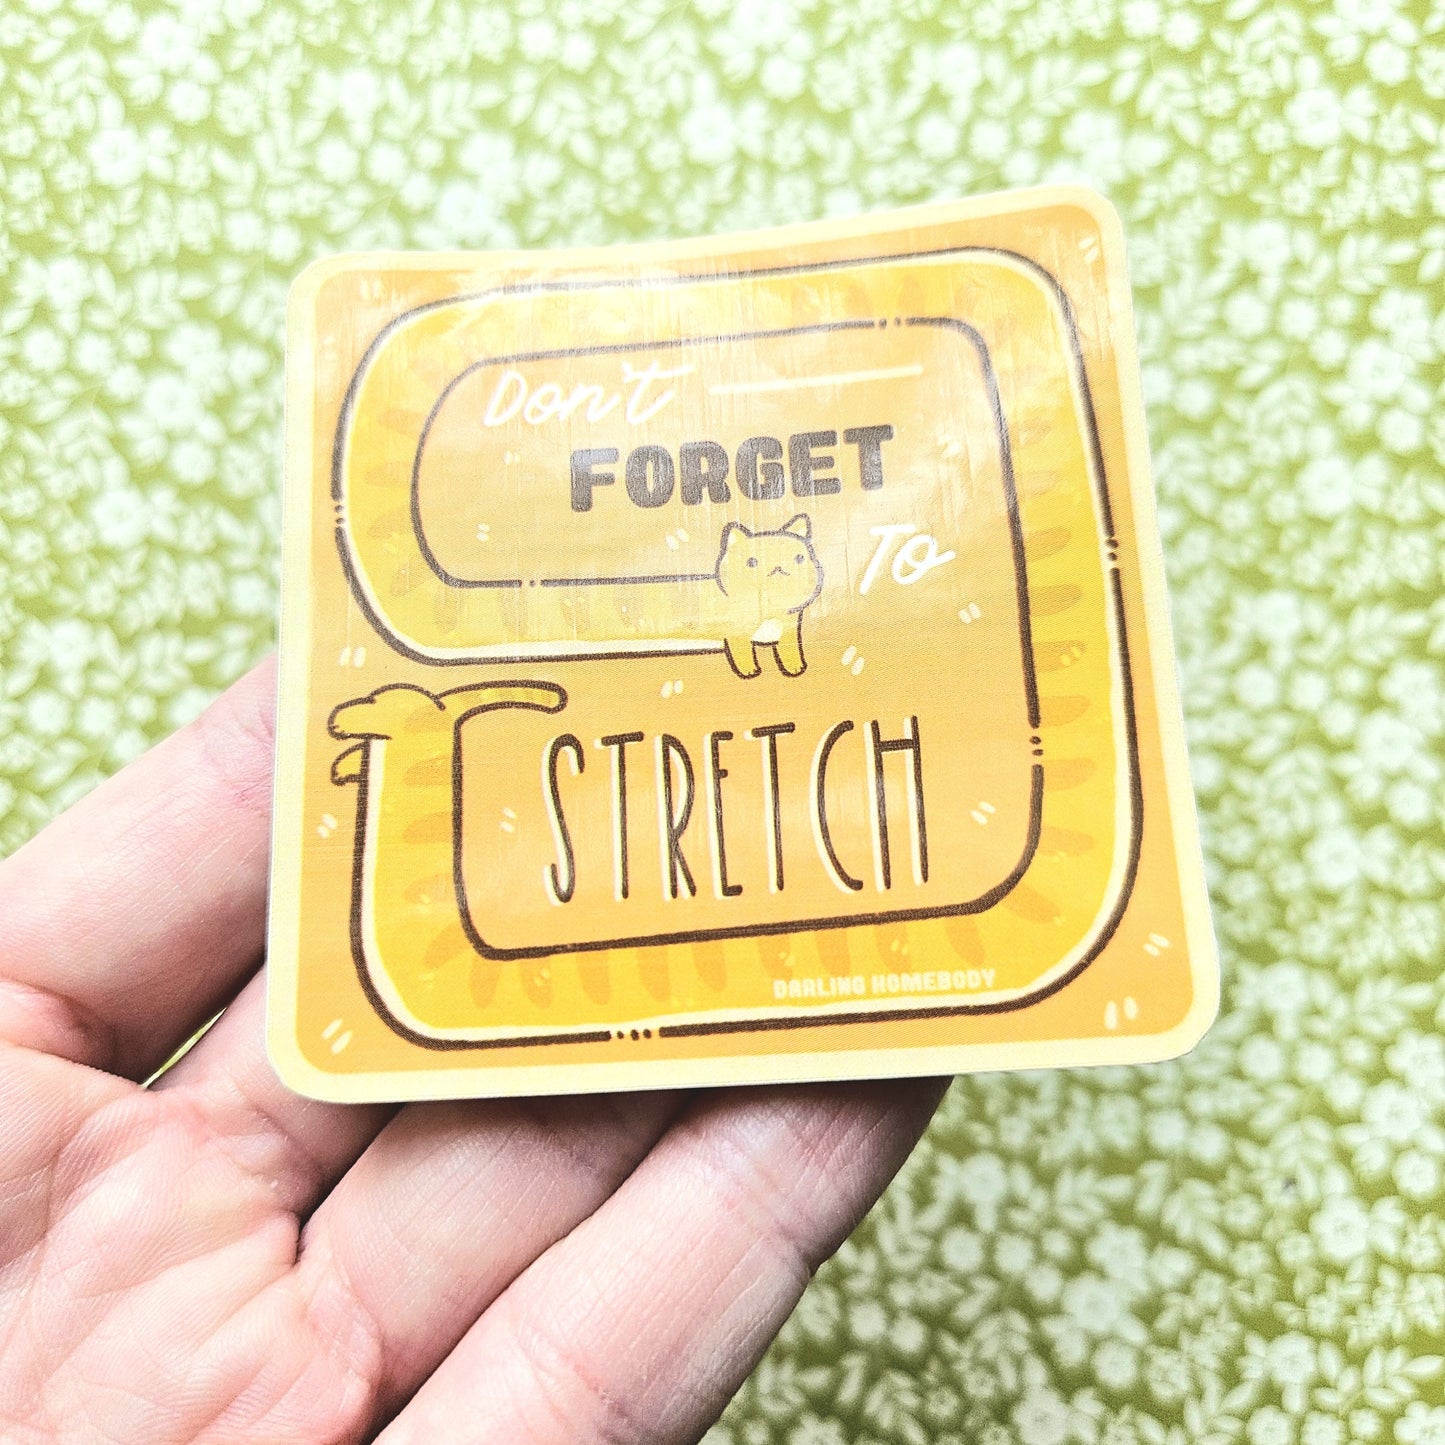 Don't
FORGET
To
STRETCH
DARLING HOMEBODY